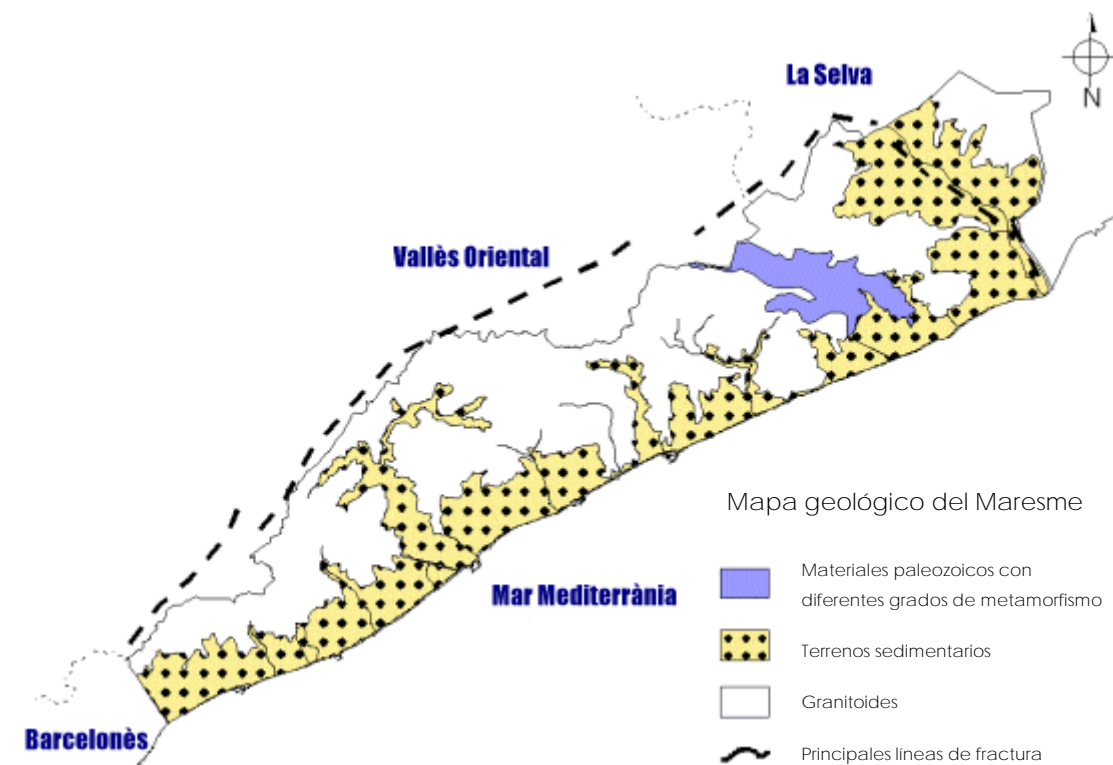 La Selva
N
Vallès Oriental
Mapa geológico del Maresme
Materiales paleozoicos con
diferentes grados de metamorfismo
Mar Mediterrània
Terrenos sedimentarios
Granitoides
Barcelonès
Principales líneas de fractura